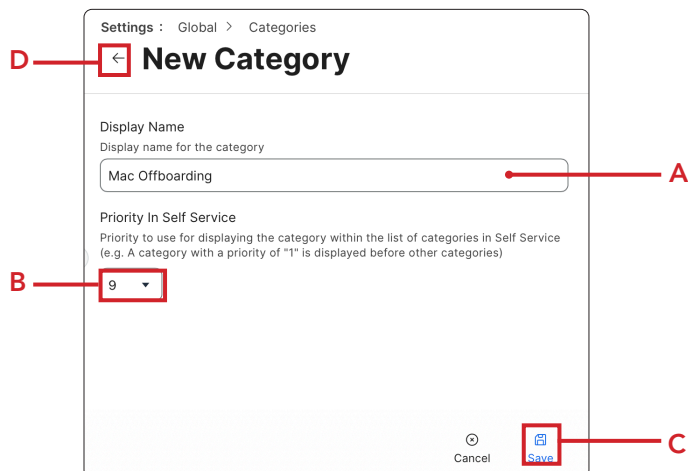 Settings : Global > Categories
D
← New Category
Display Name
Display name for the category
Mac Offboarding
A
Priority In Self Service
Priority to use for displaying the category within the list of categories in Self Service
(e.g. A category with a priority of "1" is displayed before other categories)
B
9
Cancel
Save
C